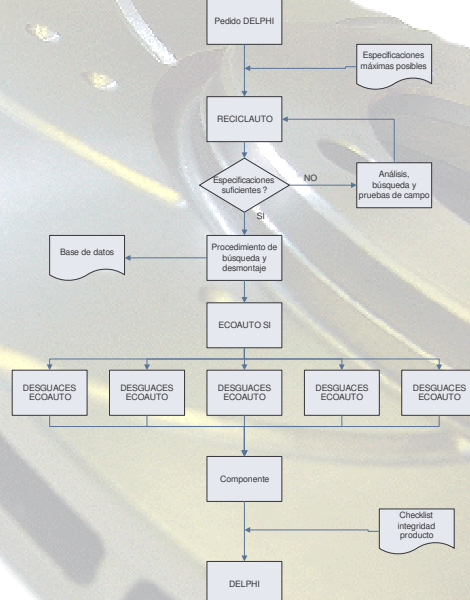 Pedido DELPHI
Especificaciones
máximas posibles
RECICLAUTO
Especificaciones
suficientes ?
NO
Análisis,
búsqueda y
pruebas de campo
SI
Base de datos
Procedimiento de
búsqueda y
desmontaje
ECOAUTO SI
DESGUACES
ECOAUTO
DESGUACES
ECOAUTO
DESGUACES
ECOAUTO
DESGUACES
ECOAUTO
DESGUACES
ECOAUTO
Componente
Checklist
integridad
producto
DELPHI